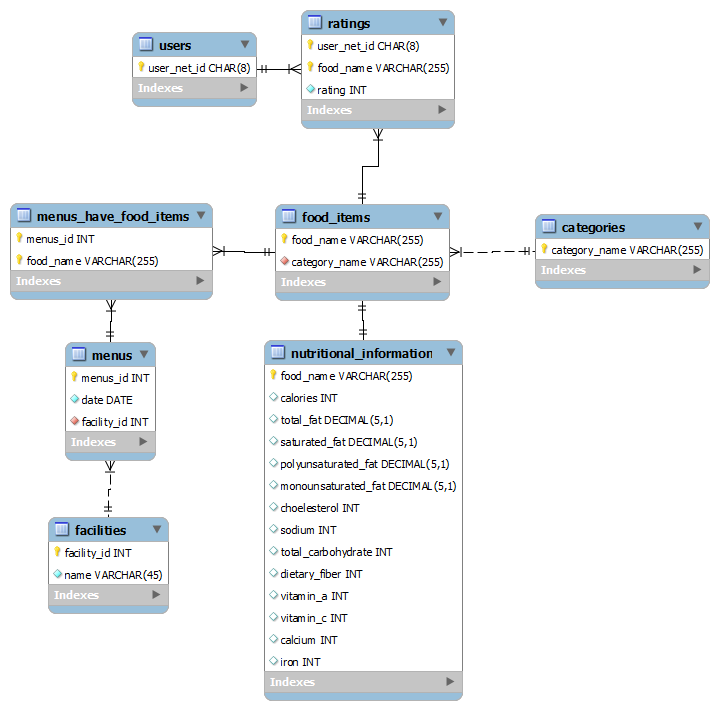 ratings
user_net_id CHAR(8)
food_name VARCHAR(255)
rating INT
Indexes
users
user_net_id CHAR(8)
Indexes
menus_have_food_items
menus_id INT
food_name VARCHAR(255)
Indexes
food_items
food_name VARCHAR(255)
category_name VARCHAR(255)
Indexes
categories
category_name VARCHAR(255)
Indexes
menus
menus_id INT
date DATE
facility_id INT
Indexes
nutritional_information
food_name VARCHAR(255)
calories INT
total_fat DECIMAL(5,1)
saturated_fat DECIMAL(5,1)
polyunsaturated_fat DECIMAL(5,1)
monounsaturated_fat DECIMAL(5,1)
choelesterol INT
sodium INT
total_carbohydrate INT
dietary_fiber INT
vitamin_a INT
vitamin_c INT
calcium INT
iron INT
Indexes
facilities
facility_id INT
name VARCHAR(45)
Indexes